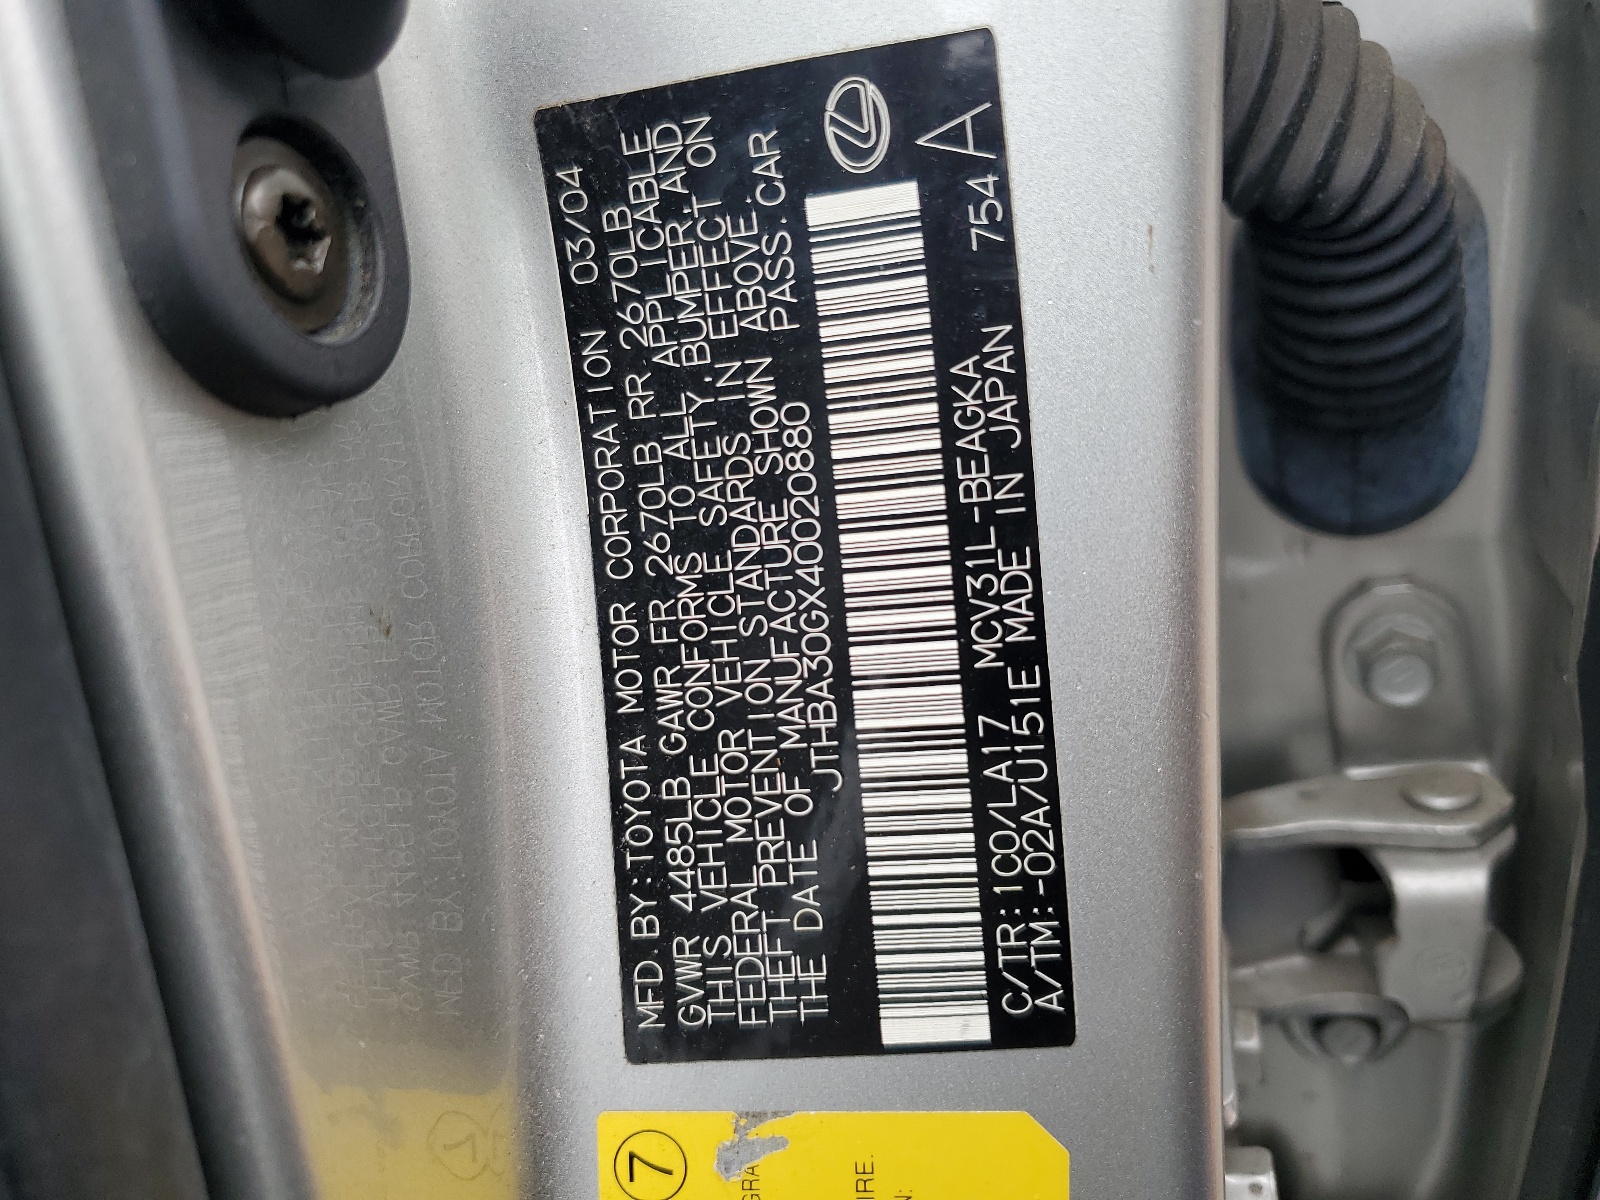 MFD. BY:TOYOTA MOTOR CORPORATION 03/04
GVWR 4485LB GAWR FR 2670LB RR 2670LB
THIS VEHICLE CONFORMS TO ALL APPLICABLE
FEDERAL MOTOR VEHICLE SAFETY,BUMPER,AND
THEFT PREVENTION STANDARDS IN EFFECT ON
THE DATE OF MANUFACTURE SHOWN ABOVE.
JTHBA30GX40020880 PASS.CAR
C/TR:1C0/LA17 MCV31L-BEAGKA 754 A
A/TM:-02A/U151E MADE IN JAPAN
7
IRE.
N: